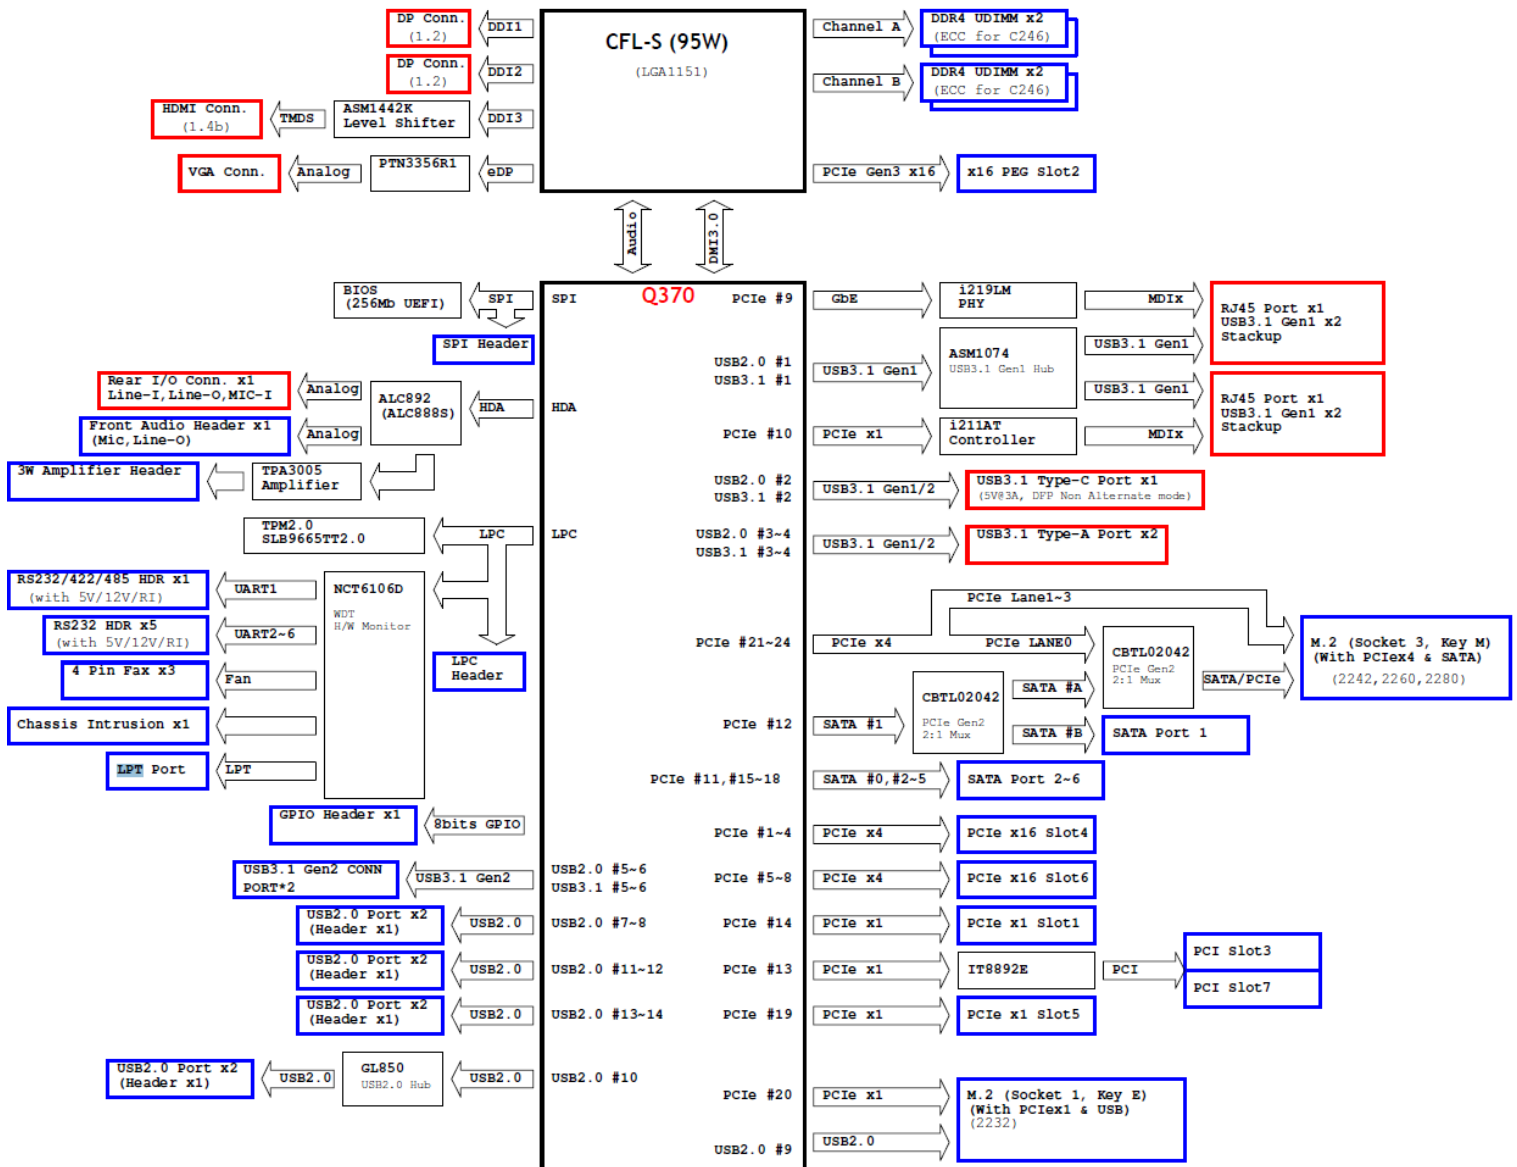 DP Conn.
(1.2)
DDI1
CFL-S (95W)
(LGA1151)
Channel A
DDR4 UDIMM x2
(ECC for C246)
DP Conn.
(1.2)
DDI2
Channel B
DDR4 UDIMM x2
(ECC for C246)
HDMI Conn.
(1.4b)
TMDS
ASM1442K
Level Shifter
DDI3
VGA Conn.
Analog
PTN3356R1
eDP
PCIe Gen3 x16
x16 PEG Slot2
Audio
DMI3.0
BIOS
(256Mb UEFI)
SPI
SPI
Q370
PCIe #9
GbE
i219LM
PHY
MDIx
RJ45 Port x1
USB3.1 Gen1 x2
Stackup
SPI Header
USB2.0 #1
USB3.1 #1
USB3.1 Gen1
ASM1074
USB3.1 Gen1 Hub
USB3.1 Gen1
USB3.1 Gen1
Rear I/O Conn. x1
Line-I,Line-O,MIC-I
Analog
ALC892
(ALC888S)
HDA
HDA
RJ45 Port x1
USB3.1 Gen1 x2
Stackup
Front Audio Header x1
(Mic,Line-O)
Analog
PCIe #10
PCIe x1
i211AT
Controller
MDIx
3W Amplifier Header
TPA3005
Amplifier
USB2.0 #2
USB3.1 #2
USB3.1 Gen1/2
USB3.1 Type-C Port x1
(5V@3A, DFP Non Alternate mode)
TPM2.0
SLB9665TT2.0
LPC
LPC
USB2.0 #3~4
USB3.1 #3~4
USB3.1 Gen1/2
USB3.1 Type-A Port x2
RS232/422/485 HDR x1
(with 5V/12V/RI)
UART1
NCT6106D
WDT
H/W Monitor
PCIe Lane1~3
RS232 HDR x5
(with 5V/12V/RI)
UART2~6
PCIe #21~24
PCIe x4
PCIe LANE0
CBTL02042
PCIe Gen2
2:1 Mux
M.2 (Socket 3, Key M)
(With PCIex4 & SATA)
(2242,2260,2280)
4 Pin Fax x3
Fan
LPC
Header
SATA/PCIe
CBTL02042
PCIe Gen2
2:1 Mux
SATA #A
Chassis Intrusion x1
PCIe #12
SATA #1
SATA #B
SATA Port 1
LPT Port
LPT
PCIe #11,#15~18
SATA #0,#2~5
SATA Port 2~6
GPIO Header x1
8bits GPIO
PCIe #1~4
PCIe x4
PCIe x16 Slot4
USB3.1 Gen2 CONN
PORT*2
USB3.1 Gen2
USB2.0 #5~6
USB3.1 #5~6
PCIe #5~8
PCIe x4
PCIe x16 Slot6
USB2.0 Port x2
(Header x1)
USB2.0
USB2.0 #7~8
PCIe #14
PCIe x1
PCIe x1 Slot1
USB2.0 Port x2
(Header x1)
USB2.0
USB2.0 #11~12
PCIe #13
PCIe x1
IT8892E
PCI
PCI Slot3
PCI Slot7
USB2.0 Port x2
(Header x1)
USB2.0
USB2.0 #13~14
PCIe #19
PCIe x1
PCIe x1 Slot5
USB2.0 Port x2
(Header x1)
USB2.0
GL850
USB2.0 Hub
USB2.0
USB2.0 #10
PCIe #20
PCIe x1
M.2 (Socket 1, Key E)
(With PCIex1 & USB)
(2232)
USB2.0 #9
USB2.0